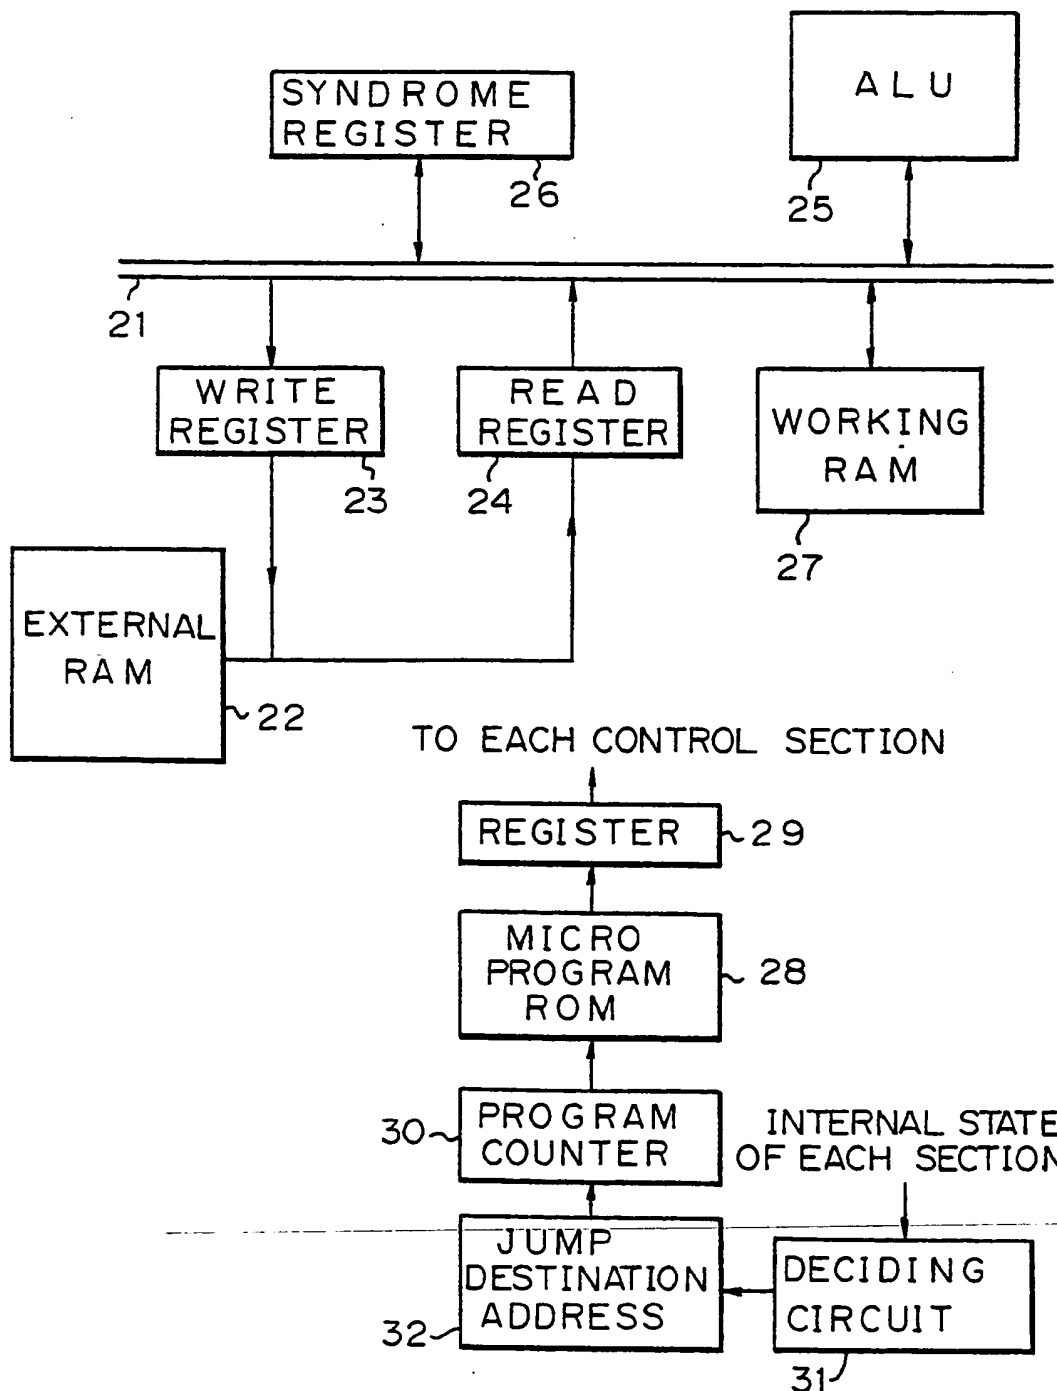 SYNDROME
REGISTER
26
ALU
25
21
WRITE
REGISTER
23
READ
REGISTER
24
WORKING
RAM
27
EXTERNAL
RAM
22
TO EACH CONTROL SECTION
REGISTER
29
MICRO
PROGRAM
ROM
28
PROGRAM
COUNTER
30
INTERNAL STATE
OF EACH SECTION
JUMP
DESTINATION
ADDRESS
32
DECIDING
CIRCUIT
31